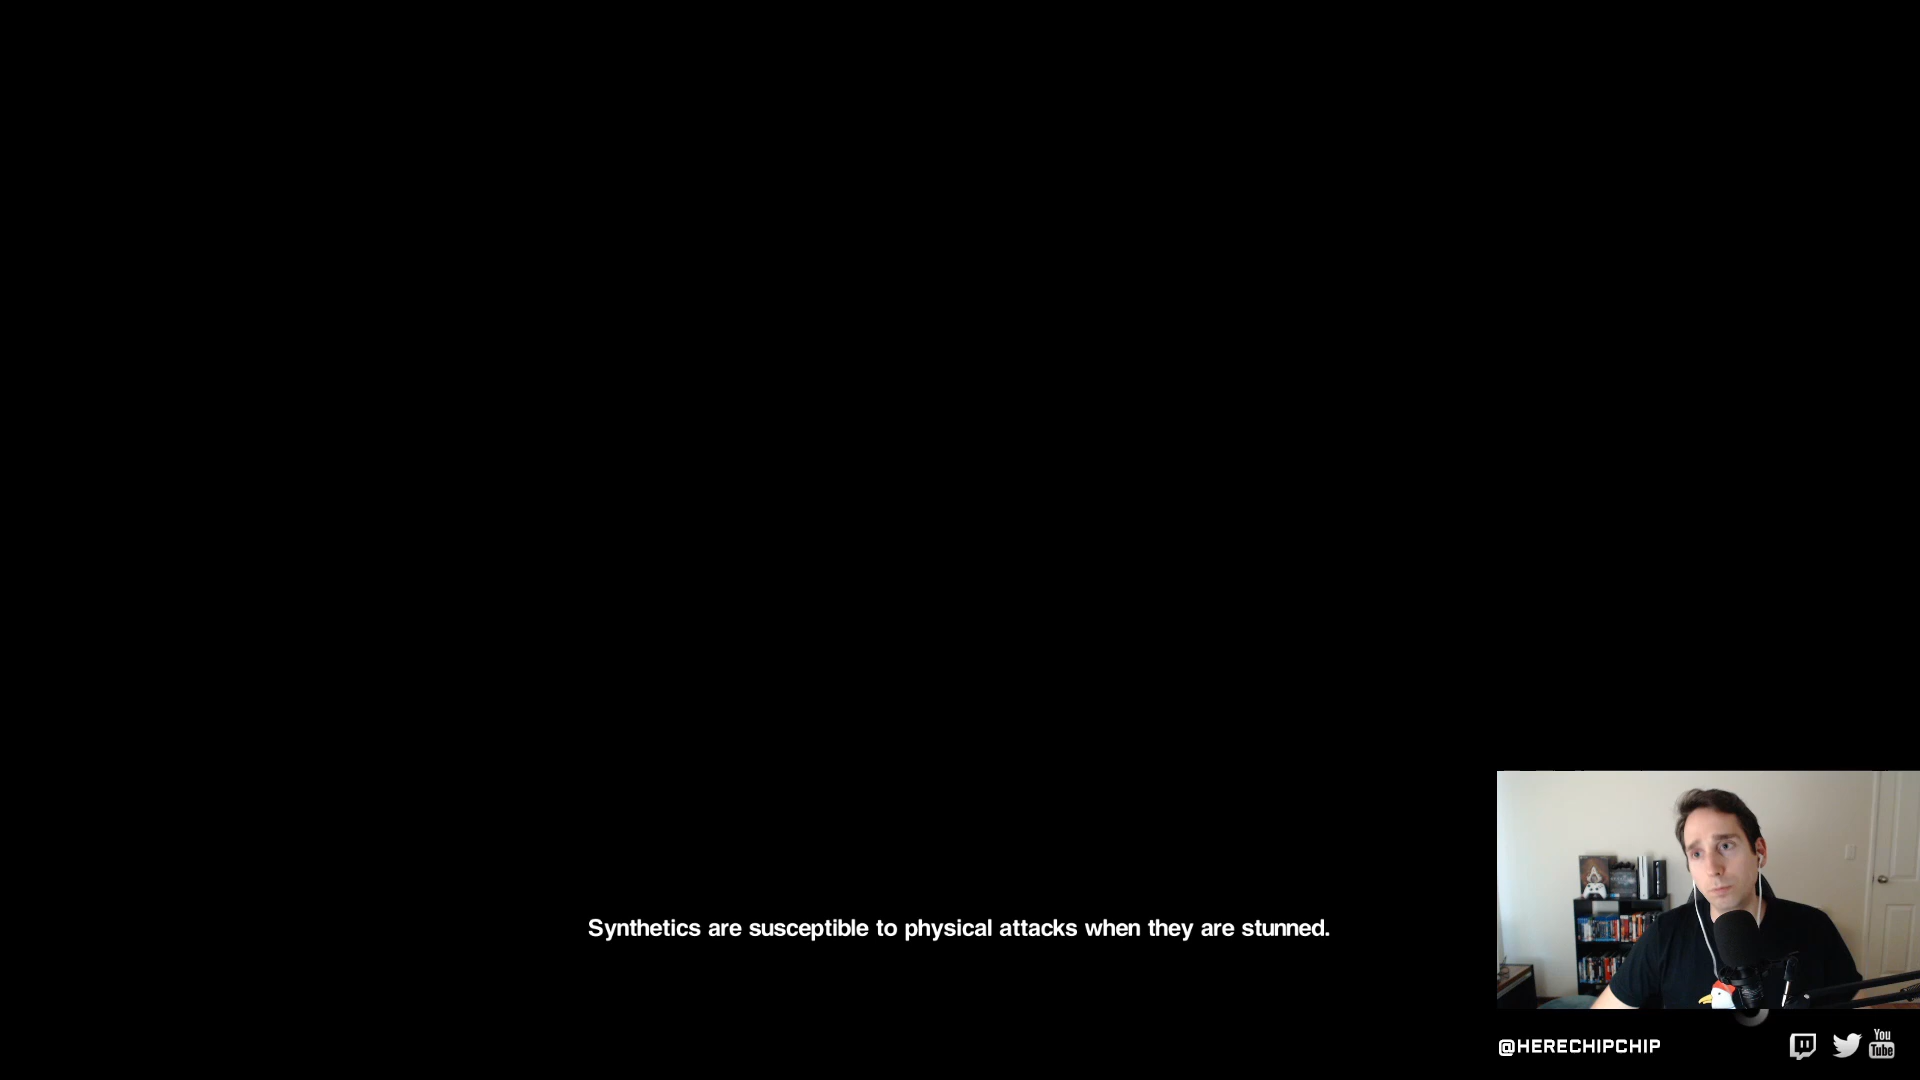 Synthetics are susceptible to physical attacks when they are stunned.
@HERECHIPCHIP
You
Tube